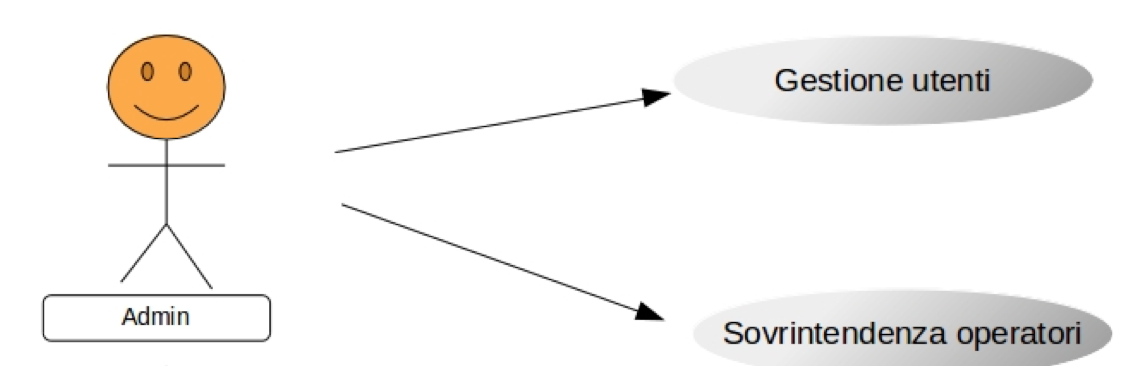 Gestione utenti
Admin
Sovrintendenza operatori